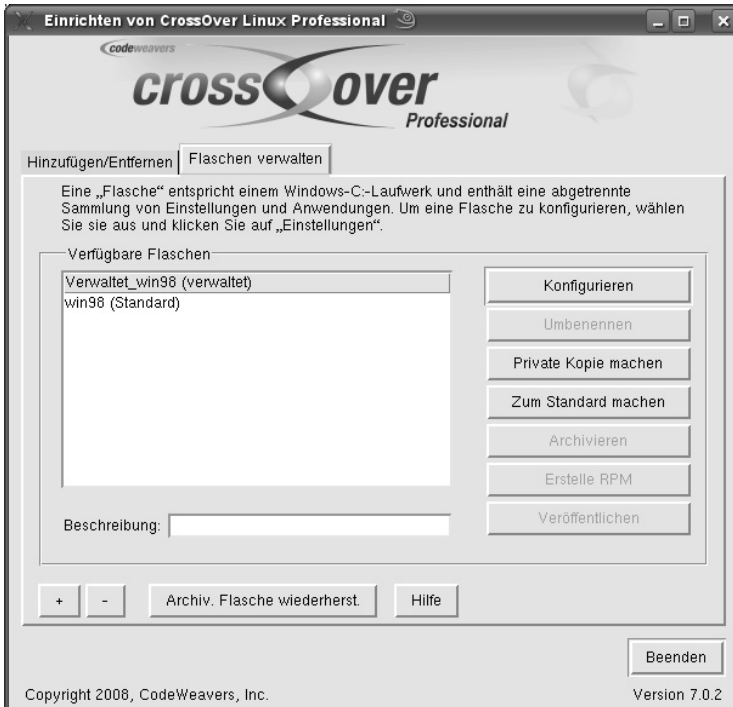 Einrichten von CrossOver Linux Professional
codeweavers
crossover
Professional
Hinzufügen/Entfernen
Flaschen verwalten
Eine „Flasche“ entspricht einem Windows-C:-Laufwerk und enthält eine abgetrennte
Sammlung von Einstellungen und Anwendungen. Um eine Flasche zu konfigurieren, wählen
Sie sie aus und klicken Sie auf „Einstellungen“.
Verfügbare Flaschen
Verwaltet_win98 (verwaltet)
win98 (Standard)
Konfigurieren
Umbenennen
Private Kopie machen
Zum Standard machen
Archivieren
Erstelle RPM
Veröffentlichen
Beschreibung:
+
-
Archiv. Flasche wiederherst.
Hilfe
Beenden
Copyright 2008, CodeWeavers, Inc.
Version 7.0.2